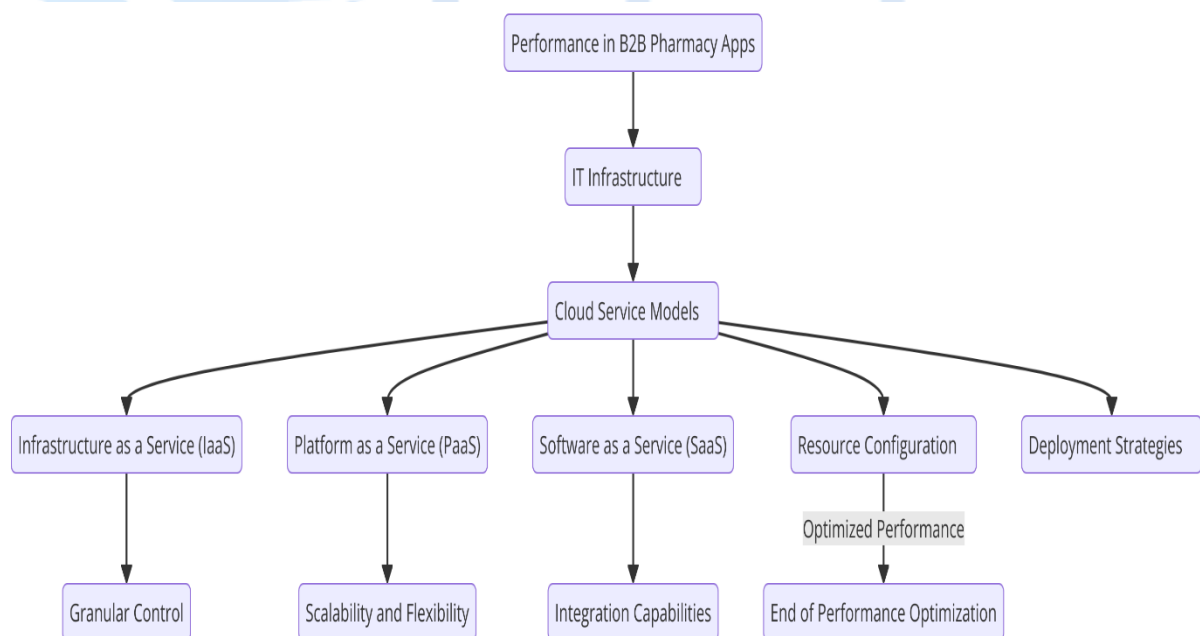 Performance in B2B Pharmacy Apps
IT Infrastructure
Cloud Service Models
Infrastructure as a Service (IaaS)
Platform as a Service (PaaS)
Software as a Service (SaaS)
Resource Configuration
Deployment Strategies
Optimized Performance
Granular Control
Scalability and Flexibility
Integration Capabilities
End of Performance Optimization